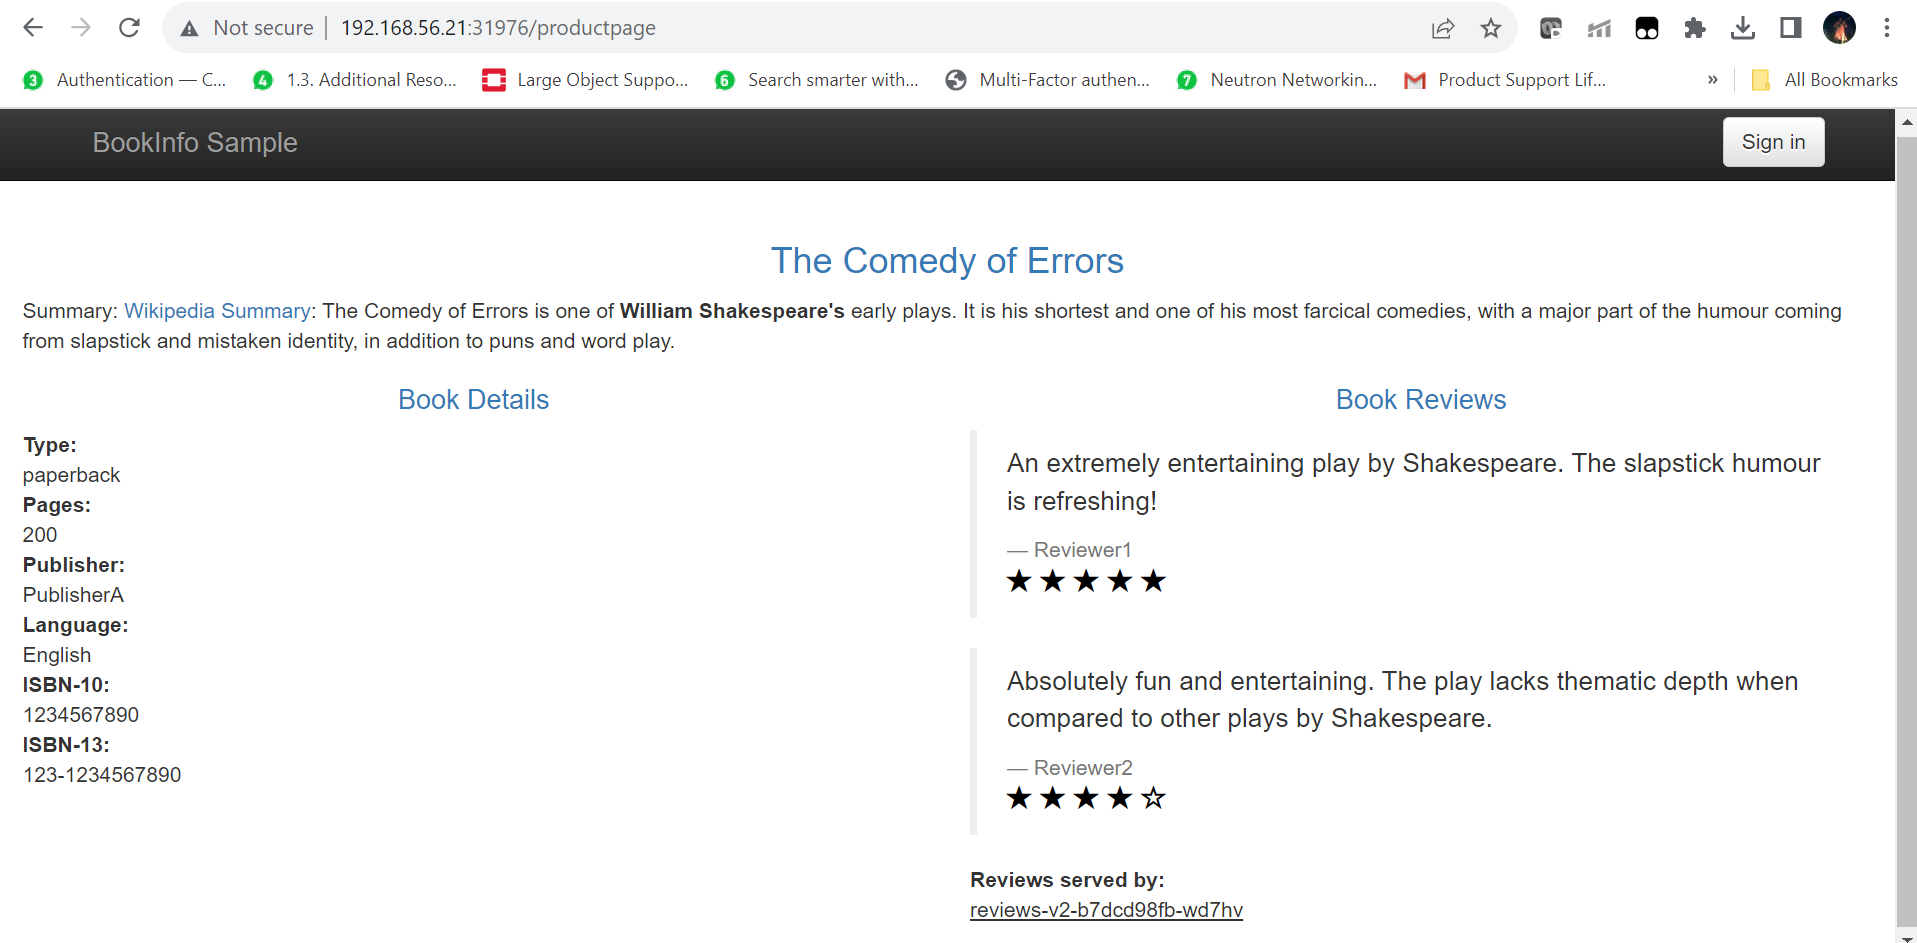 Not secure | 192.168.56.21:31976/productpage
3 Authentication — C... 4 1.3. Additional Reso... Large Object Suppo... 6 Search smarter with... Multi-Factor authen... 7 Neutron Networkin... Product Support Lif... » All Bookmarks
BookInfo Sample Sign in
The Comedy of Errors
Summary: Wikipedia Summary: The Comedy of Errors is one of William Shakespeare's early plays. It is his shortest and one of his most farcical comedies, with a major part of the humour coming
from slapstick and mistaken identity, in addition to puns and word play.
Book Details
Type:
paperback
Pages:
200
Publisher:
PublisherA
Language:
English
ISBN-10:
1234567890
ISBN-13:
123-1234567890
Book Reviews
An extremely entertaining play by Shakespeare. The slapstick humour
is refreshing!
— Reviewer1
★ ★ ★ ★ ★
Absolutely fun and entertaining. The play lacks thematic depth when
compared to other plays by Shakespeare.
— Reviewer2
★ ★ ★ ★ ☆
Reviews served by:
reviews-v2-b7dcd98fb-wd7hv